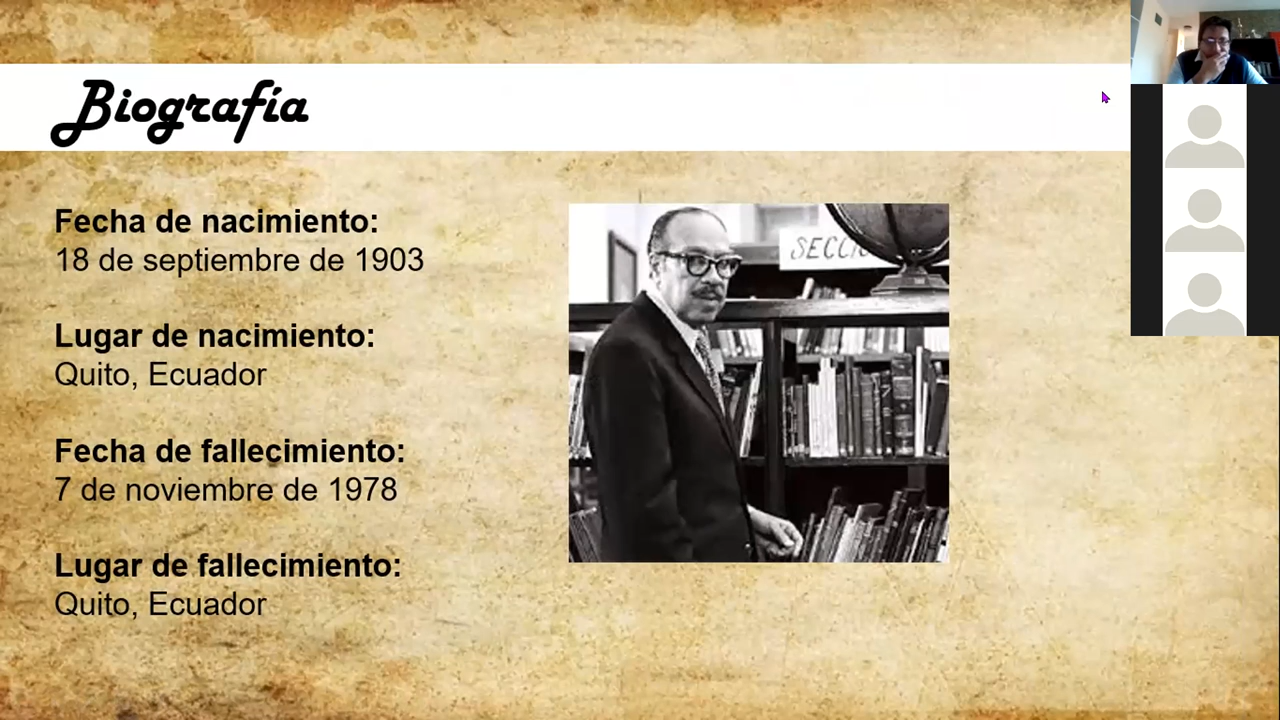 Biografía
Fecha de nacimiento:
18 de septiembre de 1903
Lugar de nacimiento:
Quito, Ecuador
Fecha de fallecimiento:
7 de noviembre de 1978
Lugar de fallecimiento:
Quito, Ecuador